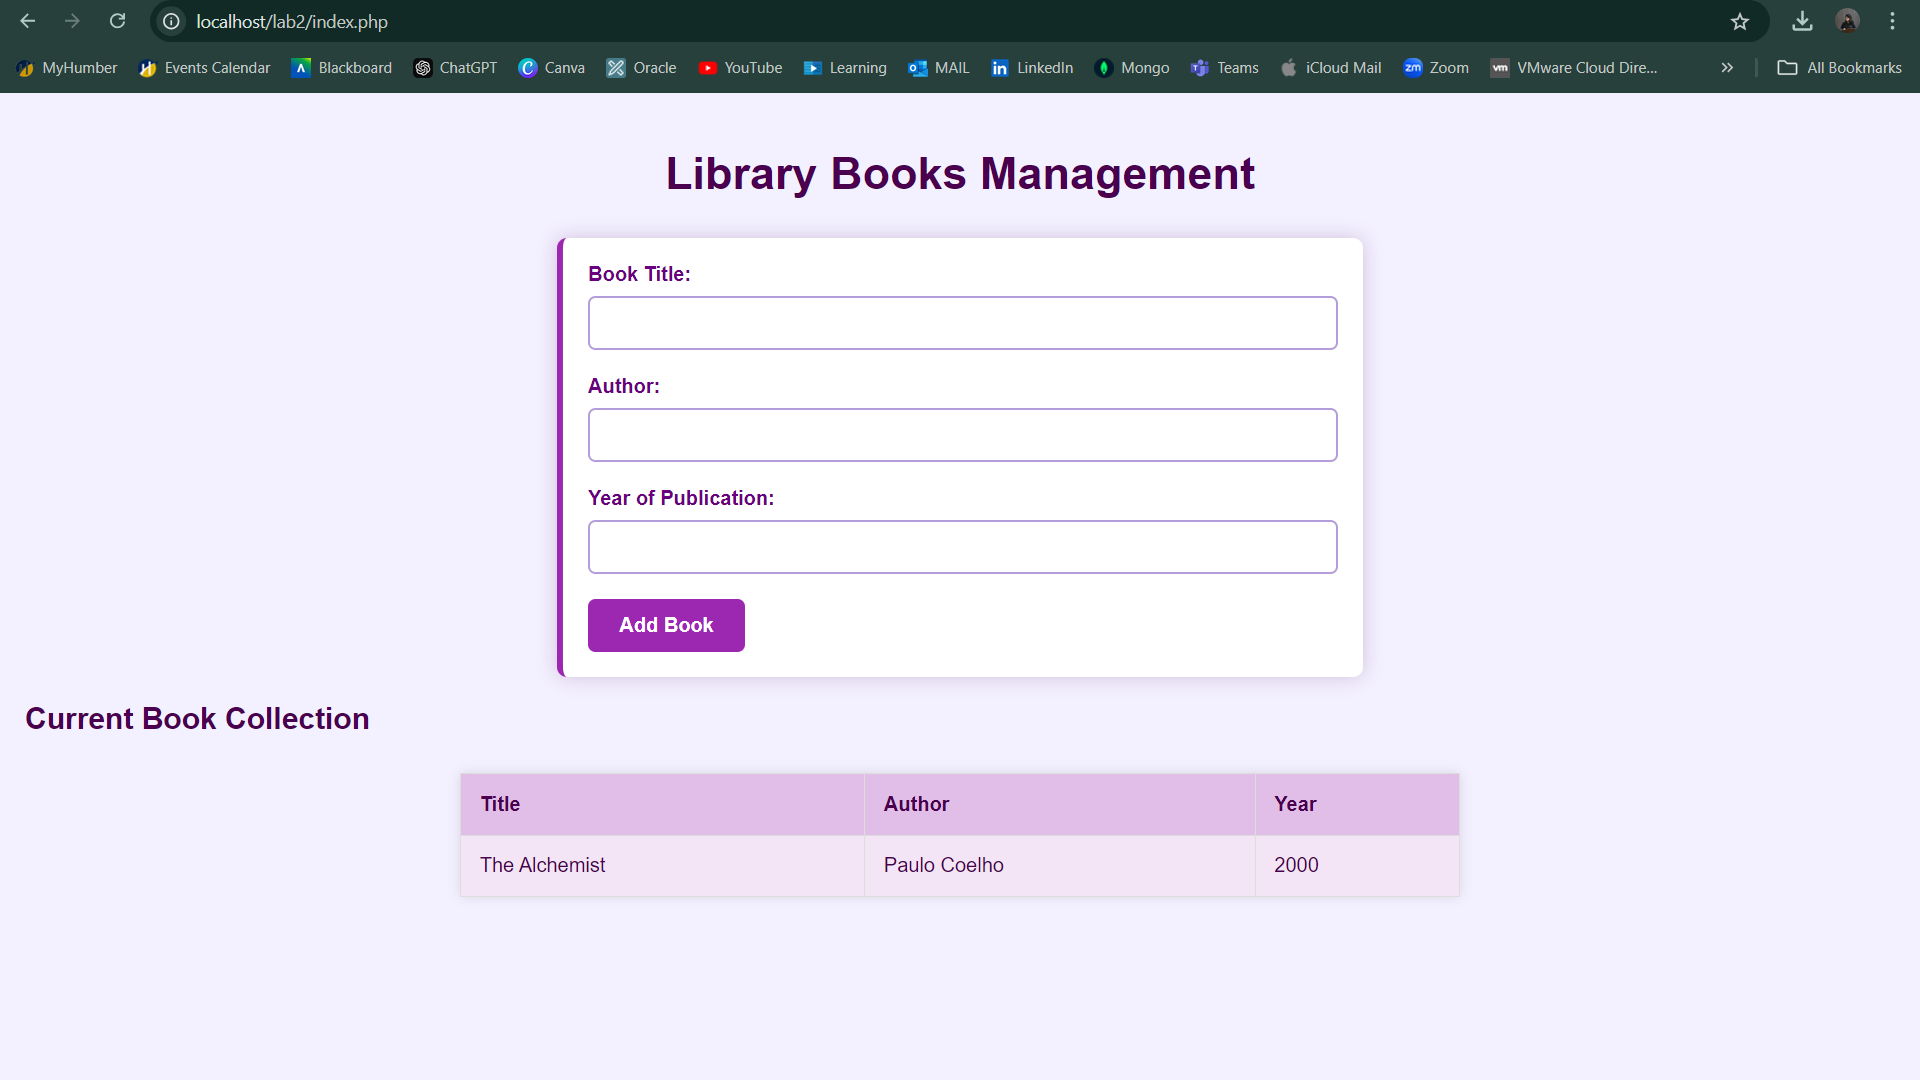 localhost/lab2/index.php
MyHumber Events Calendar Blackboard ChatGPT Canva Oracle YouTube Learning MAIL LinkedIn Mongo Teams iCloud Mail Zoom VMware Cloud Dire... All Bookmarks
Library Books Management
Book Title:
Author:
Year of Publication:
Add Book
Current Book Collection
Title Author Year
The Alchemist Paulo Coelho 2000